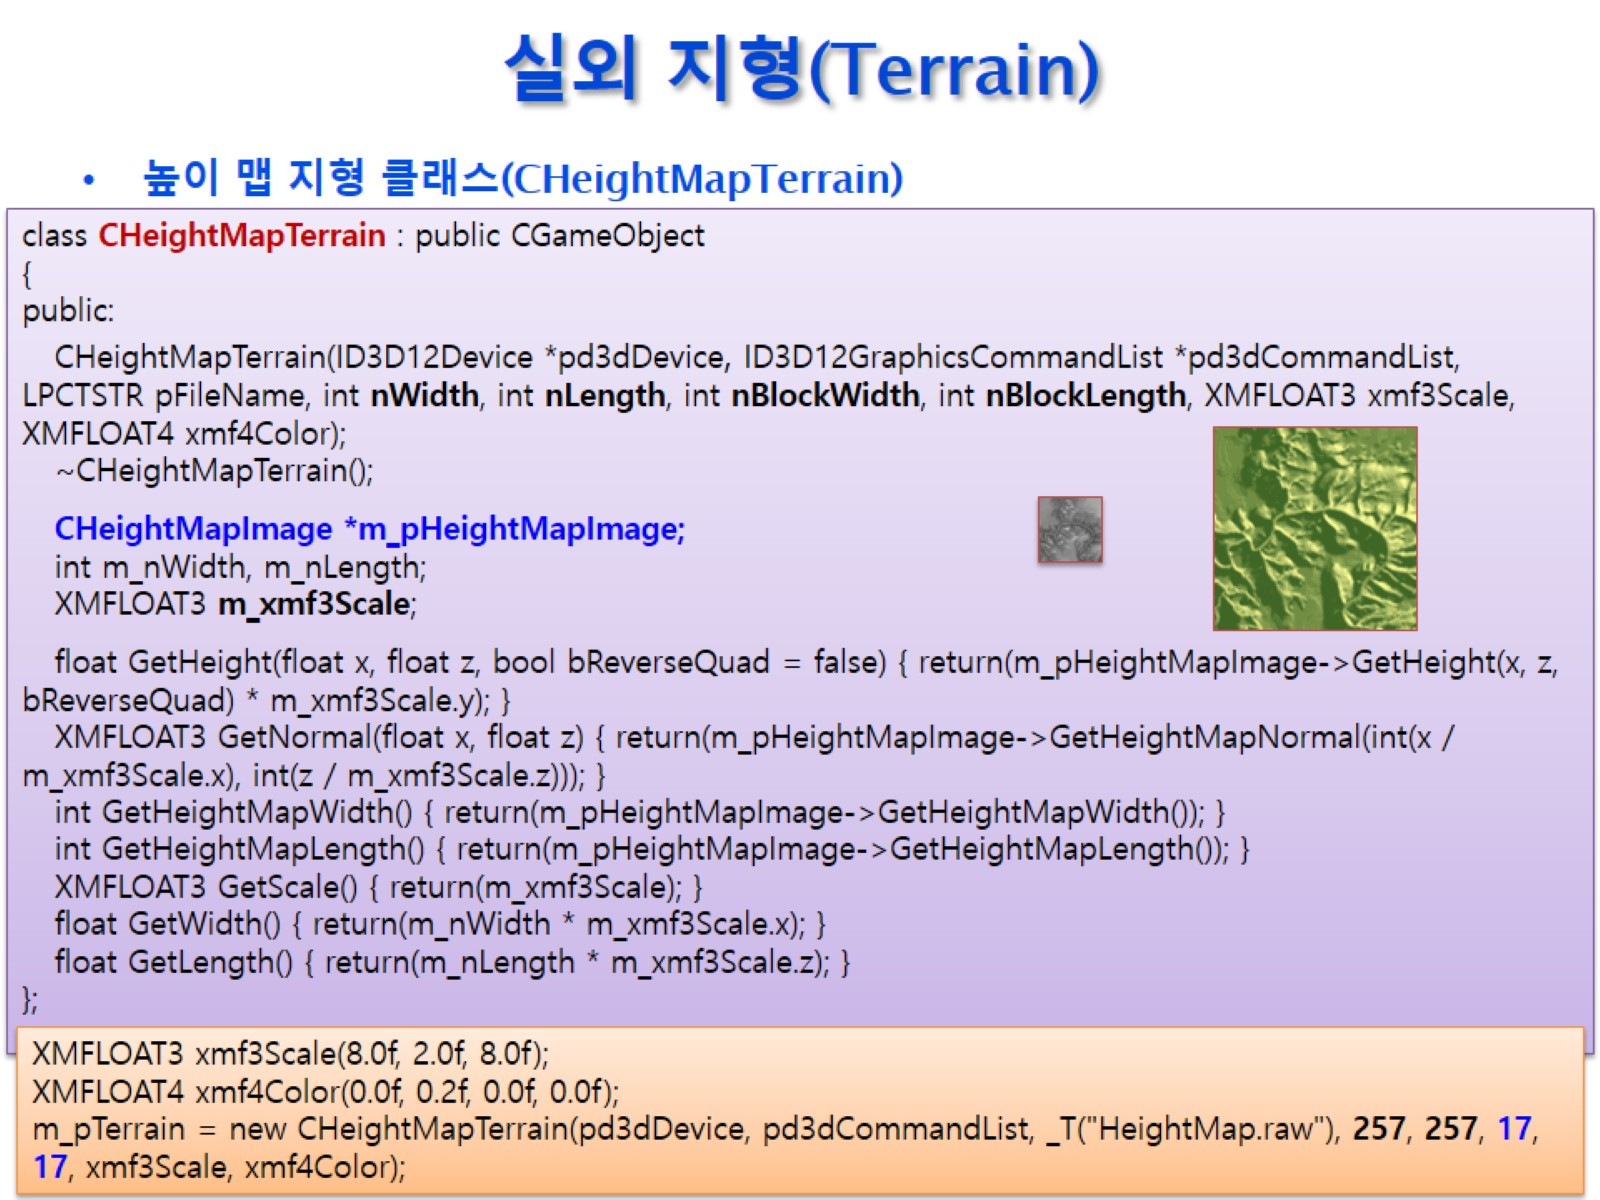 실외 지형(Terrain)
• 높이 맵 지형 클래스(CHeightMapTerrain)
class CHeightMapTerrain : public CGameObject
{
public:
CHeightMapTerrain(ID3D12Device *pd3dDevice, ID3D12GraphicsCommandList *pd3dCommandList,
LPCTSTR pFileName, int nWidth, int nLength, int nBlockWidth, int nBlockLength, XMFLOAT3 xmf3Scale,
XMFLOAT4 xmf4Color);
~CHeightMapTerrain();
CHeightMapImage *m_pHeightMapImage;
int m_nWidth, m_nLength;
XMFLOAT3 m_xmf3Scale;
float GetHeight(float x, float z, bool bReverseQuad = false) { return(m_pHeightMapImage->GetHeight(x, z,
bReverseQuad) * m_xmf3Scale.y); }
XMFLOAT3 GetNormal(float x, float z) { return(m_pHeightMapImage->GetHeightMapNormal(int(x /
m_xmf3Scale.x), int(z / m_xmf3Scale.z))); }
int GetHeightMapWidth() { return(m_pHeightMapImage->GetHeightMapWidth()); }
int GetHeightMapLength() { return(m_pHeightMapImage->GetHeightMapLength()); }
XMFLOAT3 GetScale() { return(m_xmf3Scale); }
float GetWidth() { return(m_nWidth * m_xmf3Scale.x); }
float GetLength() { return(m_nLength * m_xmf3Scale.z); }
};
XMFLOAT3 xmf3Scale(8.0f, 2.0f, 8.0f);
XMFLOAT4 xmf4Color(0.0f, 0.2f, 0.0f, 0.0f);
m_pTerrain = new CHeightMapTerrain(pd3dDevice, pd3dCommandList, _T("HeightMap.raw"), 257, 257, 17,
17, xmf3Scale, xmf4Color);